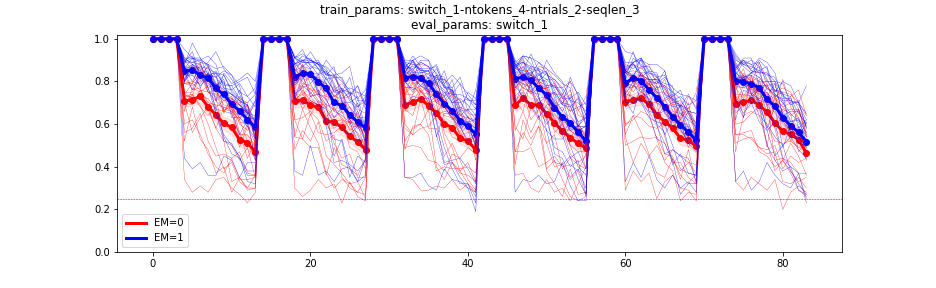 train_params: switch_1-ntokens_4-ntrials_2-seqlen_3
eval_params: switch_1
1.0
0.8
0.6
0.4
0.2
0.0
EM=0
EM=1
0
20
40
60
80